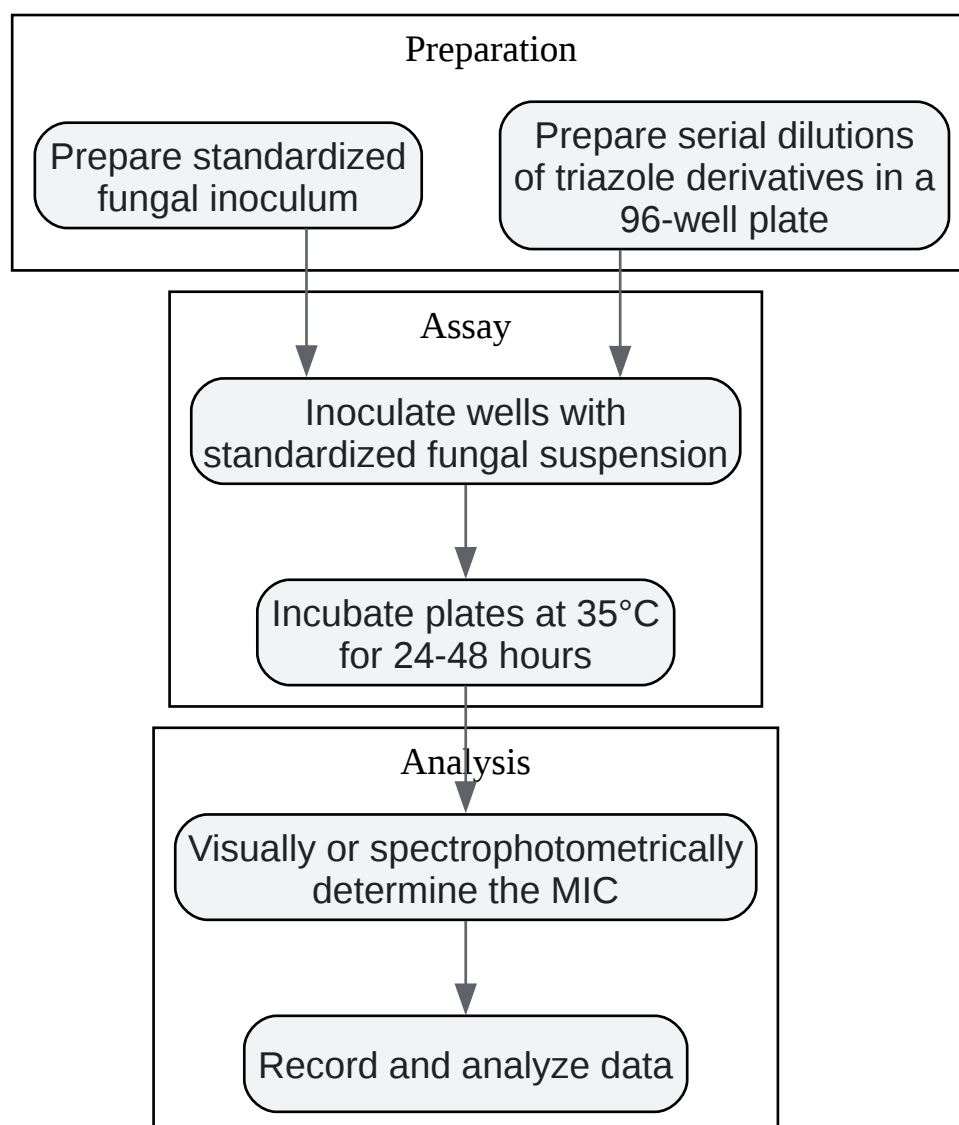 Preparation
Prepare standardized
fungal inoculum
Prepare serial dilutions
of triazole derivatives in a
96-well plate
Assay
Inoculate wells with
standardized fungal suspension
Incubate plates at 35°C
for 24-48 hours
Analysis
Visually or spectrophotometrically
determine the MIC
Record and analyze data